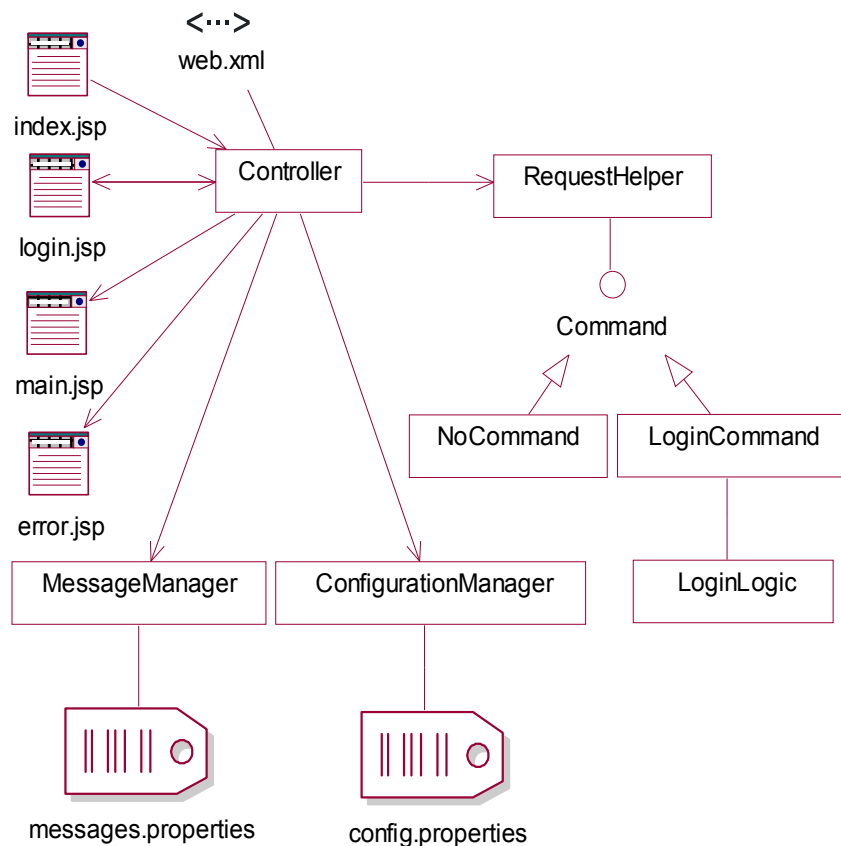 <...>
web.xml
index.jsp
Controller
RequestHelper
login.jsp
Command
main.jsp
NoCommand
LoginCommand
error.jsp
MessageManager
ConfigurationManager
LoginLogic
messages.properties
config.properties